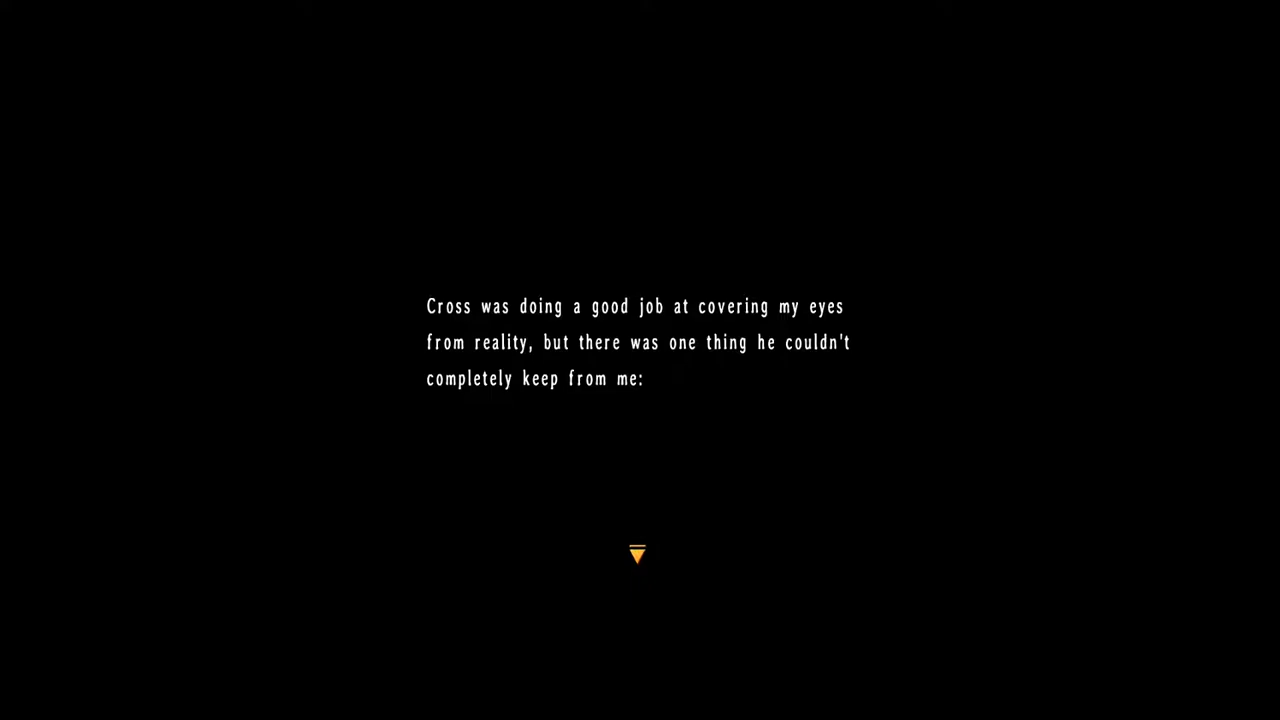 Cross was doing a good job at covering my eyes
from reality, but there was one thing he couldn't
completely keep from me: